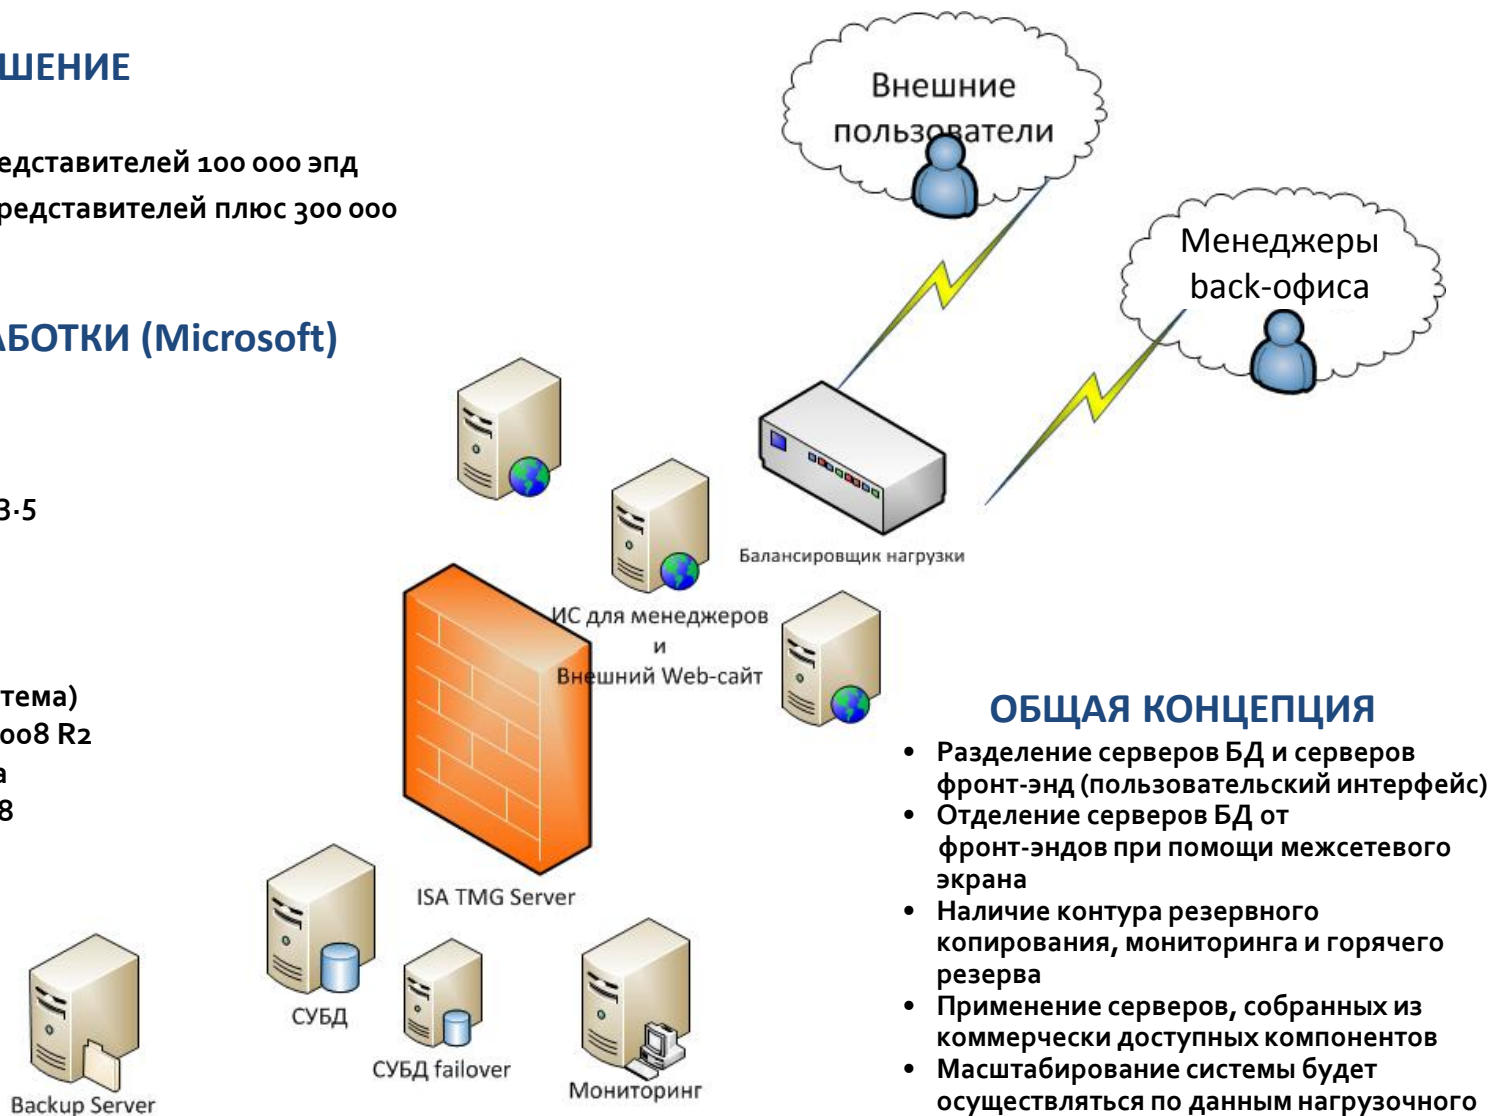 ШЕНИЕ
едставителей 100 000 эпд
редставителей плюс 300 000
АБОТКИ (Microsoft)
3.5
тема)
008 R2
а
8
Внешние
пользователи
Менеджеры
back-офиса
Балансировщик нагрузки
ИС для менеджеров
и
Внешний Web-сайт
ISA TMG Server
СУБД
СУБД failover
Мониторинг
Backup Server
ОБЩАЯ КОНЦЕПЦИЯ
• Разделение серверов БД и серверов
фронт-энд (пользовательский интерфейс)
• Отделение серверов БД от
фронт-эндов при помощи межсетевого
экрана
• Наличие контура резервного
копирования, мониторинга и горячего
резерва
• Применение серверов, собранных из
коммерчески доступных компонентов
• Масштабирование системы будет
осуществляться по данным нагрузочного